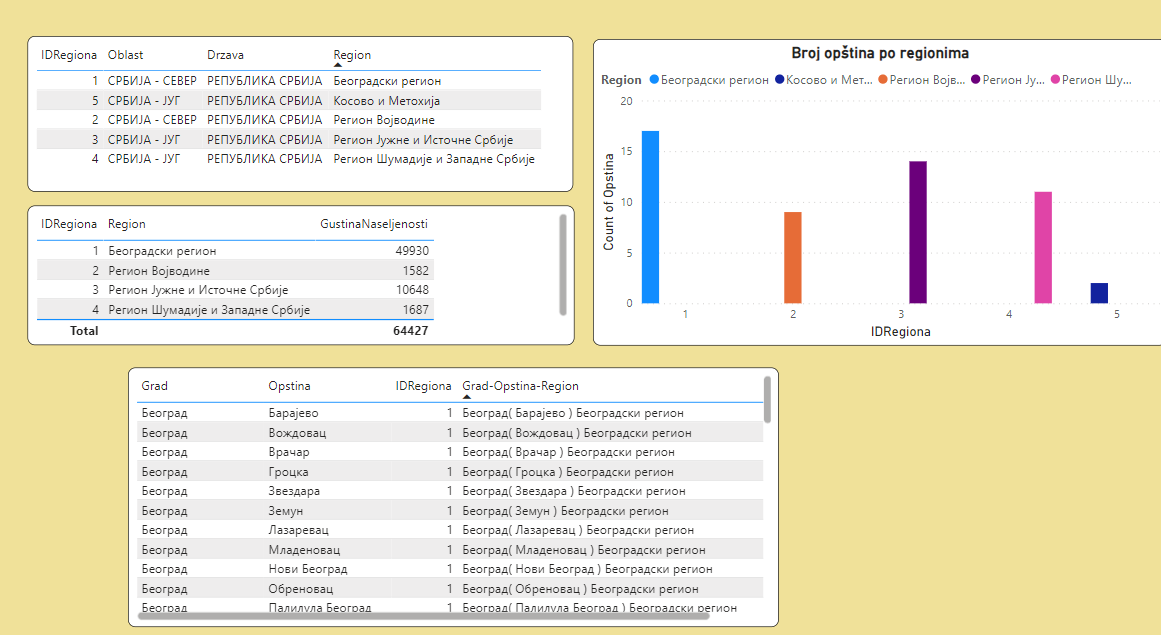 IDRegiona Oblast Drzava Region
1 СРБИЈА - СЕВЕР РЕПУБЛИКА СРБИЈА Београдски регион
5 СРБИЈА - ЈУГ РЕПУБЛИКА СРБИЈА Косово и Метохија
2 СРБИЈА - СЕВЕР РЕПУБЛИКА СРБИЈА Регион Војводине
3 СРБИЈА - ЈУГ РЕПУБЛИКА СРБИЈА Регион Јужне и Источне Србије
4 СРБИЈА - ЈУГ РЕПУБЛИКА СРБИЈА Регион Шумадије и Западне Србије
IDRegiona Region GustinaNaseljenosti
1 Београдски регион 49930
2 Регион Војводине 1582
3 Регион Јужне и Источне Србије 10648
4 Регион Шумадије и Западне Србије 1687
Total 64427
Broj opština po regionima
Region Београдски регион Косово и Мет... Регион Војв... Регион Ју... Регион Шу...
20
15
10
5
0
Count of Opstina
1 2 3 4 5
IDRegiona
Grad Opstina IDRegiona Grad-Opstina-Region
Београд Барајево 1 Београд( Барајево ) Београдски регион
Београд Вождовац 1 Београд( Вождовац ) Београдски регион
Београд Врачар 1 Београд( Врачар ) Београдски регион
Београд Гроцка 1 Београд( Гроцка ) Београдски регион
Београд Звездара 1 Београд( Звездара ) Београдски регион
Београд Земун 1 Београд( Земун ) Београдски регион
Београд Лазаревац 1 Београд( Лазаревац ) Београдски регион
Београд Младеновац 1 Београд( Младеновац ) Београдски регион
Београд Нови Београд 1 Београд( Нови Београд ) Београдски регион
Београд Обреновац 1 Београд( Обреновац ) Београдски регион
Београд Палилула Београд 1 Београд( Палилула Београд ) Београдски регион